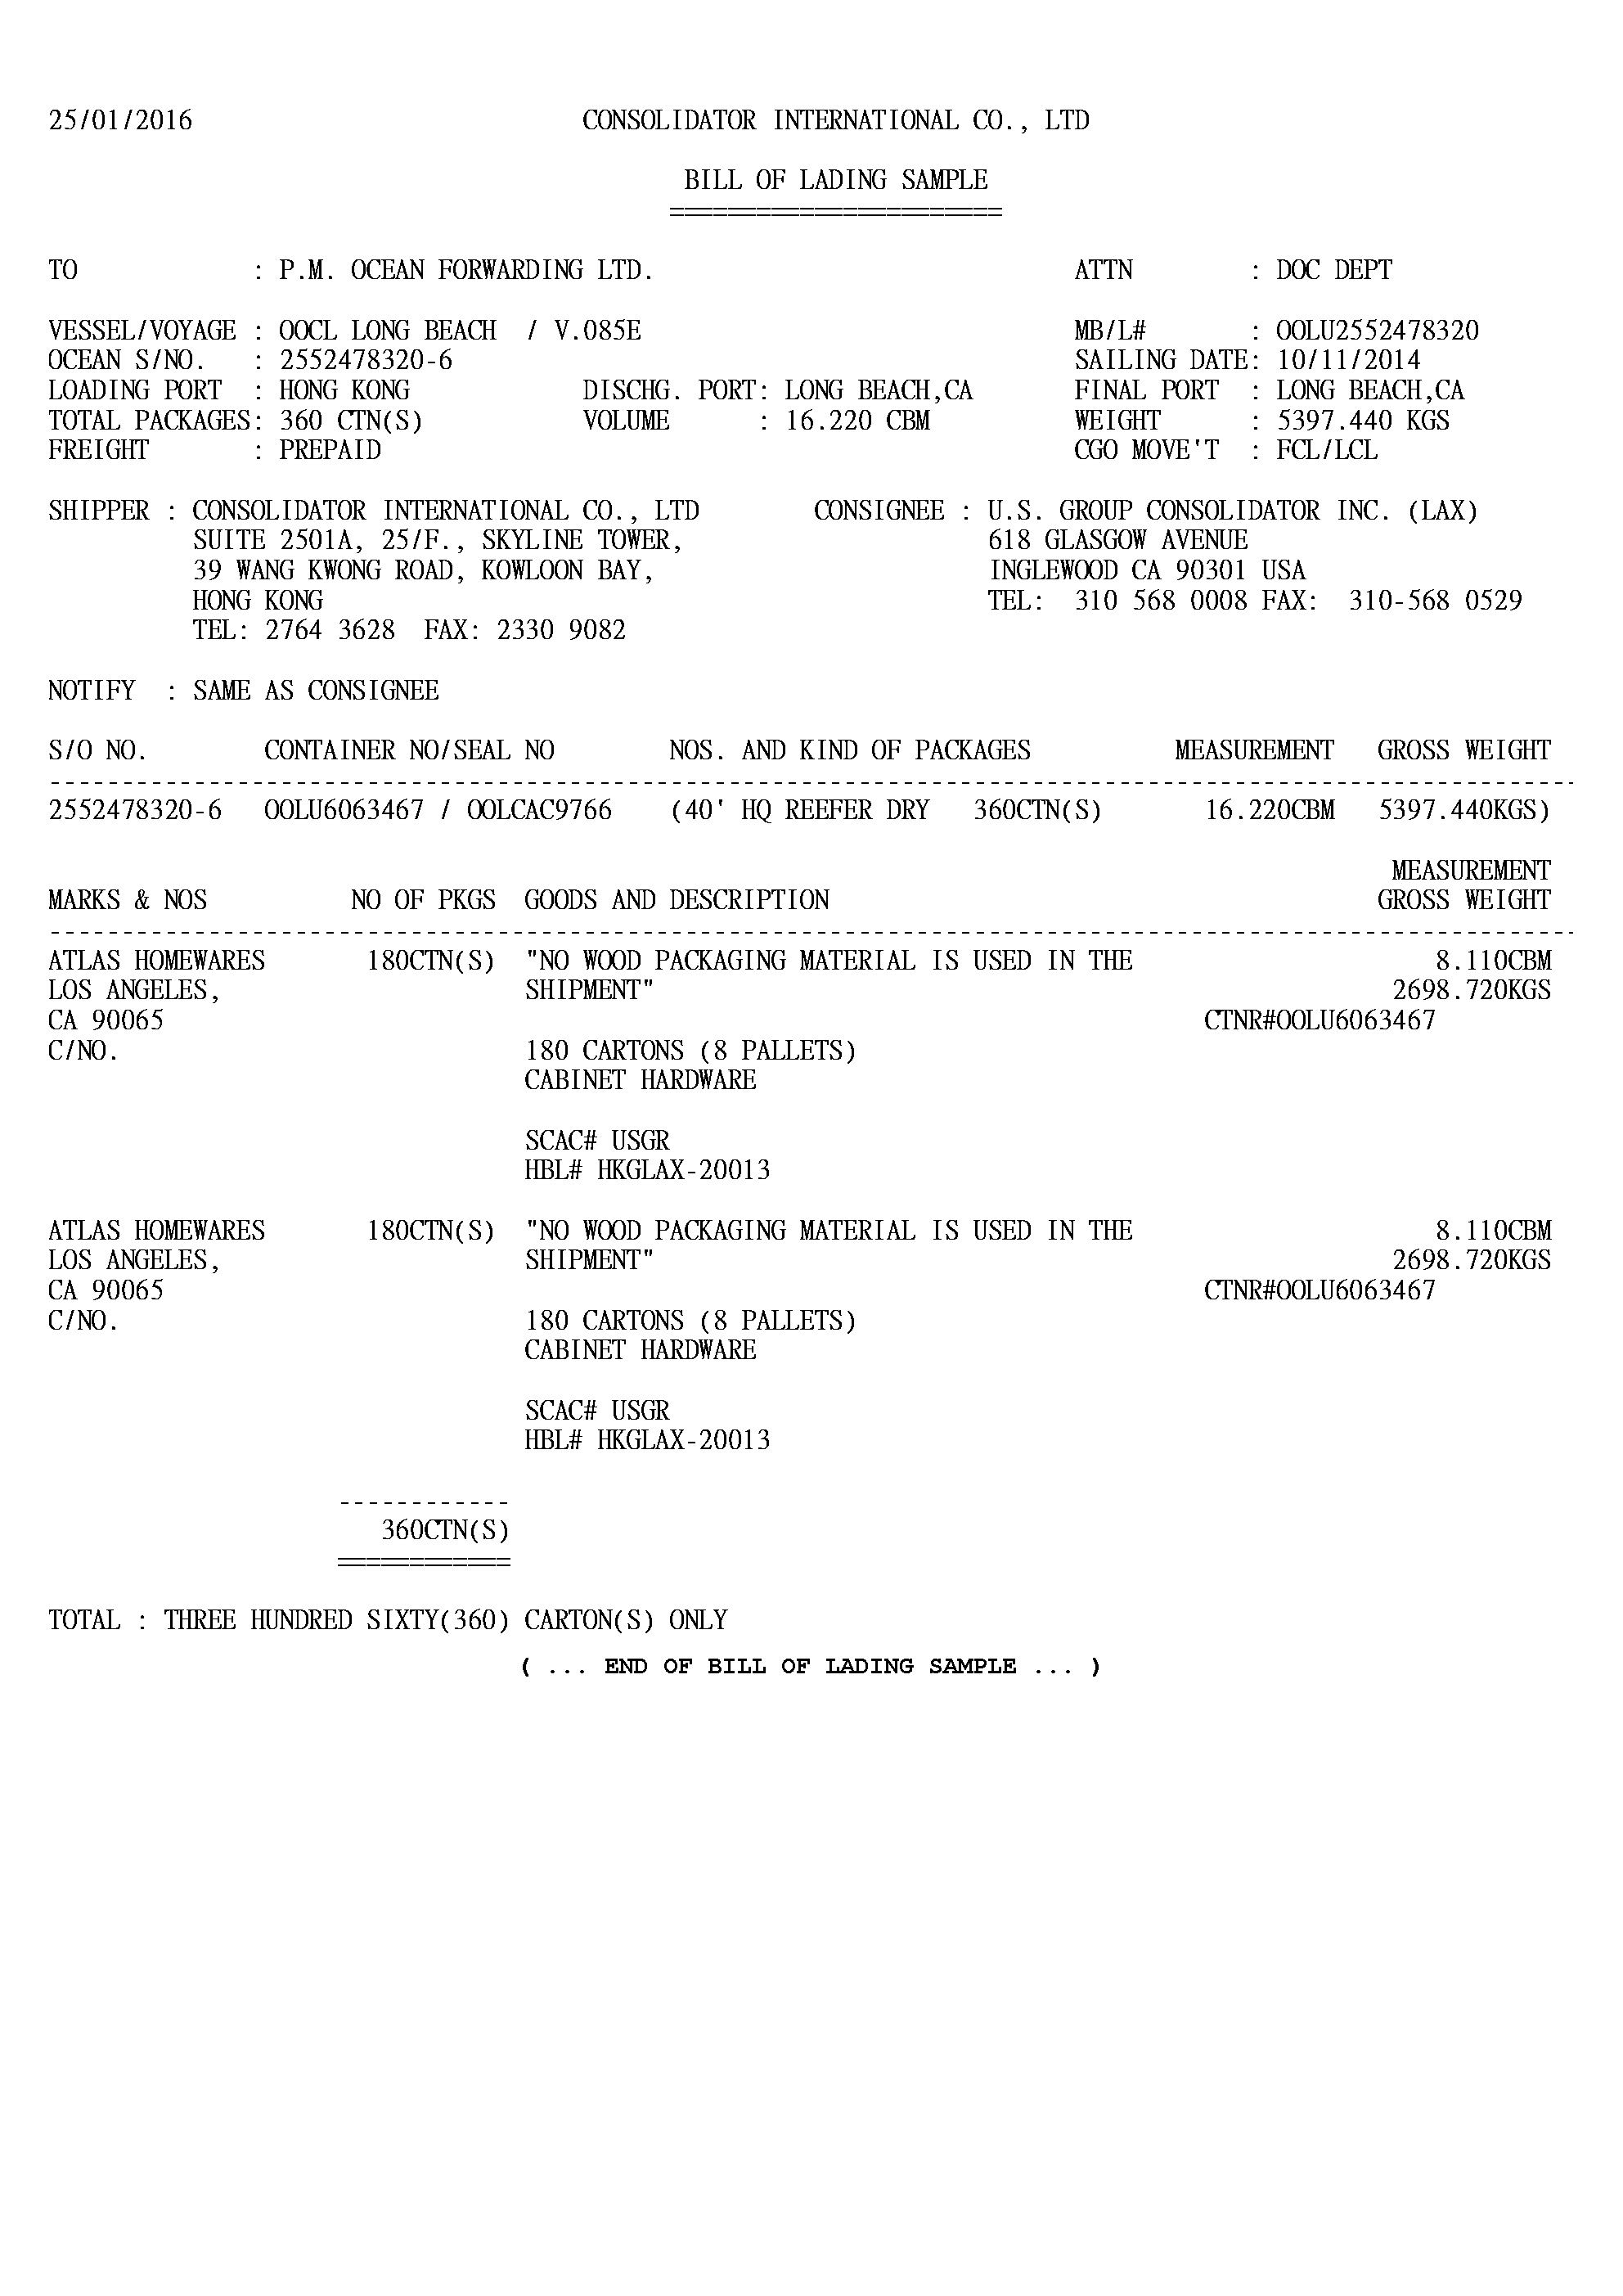 25/01/2016 CONSOLIDATOR INTERNATIONAL CO., LTD
BILL OF LADING SAMPLE
=======================
TO : P.M. OCEAN FORWARDING LTD. ATTN : DOC DEPT
VESSEL/VOYAGE : OOCL LONG BEACH / V.085E MB/L# : OOLU2552478320
OCEAN S/NO. : 2552478320-6 SAILING DATE: 10/11/2014
LOADING PORT : HONG KONG DISCHG. PORT: LONG BEACH,CA FINAL PORT : LONG BEACH,CA
TOTAL PACKAGES: 360 CTN(S) VOLUME : 16.220 CBM WEIGHT : 5397.440 KGS
FREIGHT : PREPAID CGO MOVE'T : FCL/LCL
SHIPPER : CONSOLIDATOR INTERNATIONAL CO., LTD CONSIGNEE : U.S. GROUP CONSOLIDATOR INC. (LAX)
SUITE 2501A, 25/F., SKYLINE TOWER, 618 GLASGOW AVENUE
39 WANG KWONG ROAD, KOWLOON BAY, INGLEWOOD CA 90301 USA
HONG KONG TEL: 310 568 0008 FAX: 310-568 0529
TEL: 2764 3628 FAX: 2330 9082
NOTIFY : SAME AS CONSIGNEE
S/O NO. CONTAINER NO/SEAL NO NOS. AND KIND OF PACKAGES MEASUREMENT GROSS WEIGHT
2552478320-6 OOLU6063467 / OOLCAC9766 (40' HQ REEFER DRY 360CTN(S) 16.220CBM 5397.440KGS)
MEASUREMENT
MARKS & NOS NO OF PKGS GOODS AND DESCRIPTION GROSS WEIGHT
ATLAS HOMEWARES 180CTN(S) "NO WOOD PACKAGING MATERIAL IS USED IN THE 8.110CBM
LOS ANGELES, SHIPMENT" 2698.720KGS
CA 90065 CTNR#OOLU6063467
C/NO. 180 CARTONS (8 PALLETS)
CABINET HARDWARE
SCAC# USGR
HBL# HKGLAX-20013
ATLAS HOMEWARES 180CTN(S) "NO WOOD PACKAGING MATERIAL IS USED IN THE 8.110CBM
LOS ANGELES, SHIPMENT" 2698.720KGS
CA 90065 CTNR#OOLU6063467
C/NO. 180 CARTONS (8 PALLETS)
CABINET HARDWARE
SCAC# USGR
HBL# HKGLAX-20013
------------
360CTN(S)
============
TOTAL : THREE HUNDRED SIXTY(360) CARTON(S) ONLY
( ... END OF BILL OF LADING SAMPLE ... )